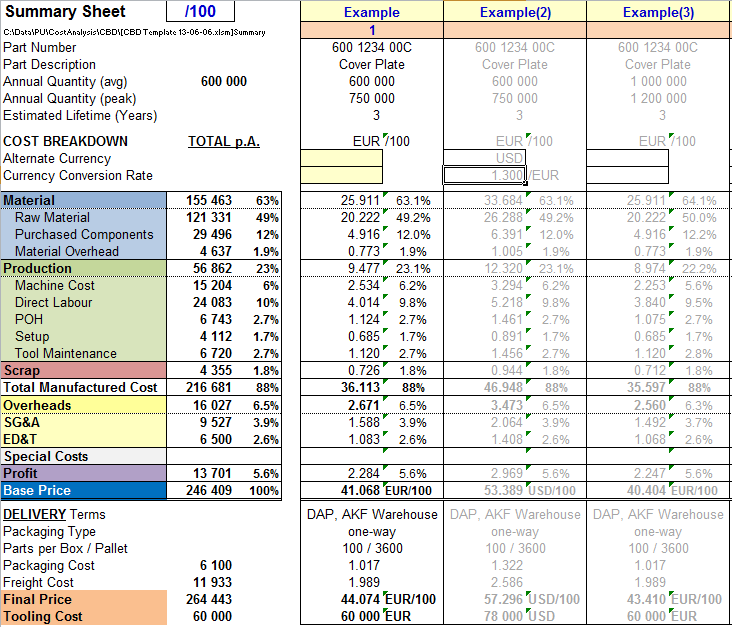 Summary Sheet /100 Example Example(2) Example(3)
C:\Data\PU\CostAnalysis\CBD\[CBD Template 13-06-06.xlsm]Summary 1
Part Number 600 1234 00C 600 1234 00C 600 1234 00C
Part Description Cover Plate Cover Plate Cover Plate
Annual Quantity (avg) 600 000 600 000 600 000 1 000 000
Annual Quantity (peak) 750 000 750 000 1 200 000
Estimated Lifetime (Years) 3 3 3
COST BREAKDOWN TOTAL p.a. EUR /100 EUR /100 EUR /100
Alternate Currency USD
Currency Conversion Rate 1.300 /EUR
Material 155 463 63% 25.911 63.1% 33.684 63.1% 25.911 64.1%
Raw Material 121 331 49% 20.222 49.2% 26.288 49.2% 20.222 50.0%
Purchased Components 29 496 12% 4.916 12.0% 6.391 12.0% 4.916 12.2%
Material Overhead 4 637 1.9% 0.773 1.9% 1.005 1.9% 0.773 1.9%
Production 56 862 23% 9.477 23.1% 12.320 23.1% 8.974 22.2%
Machine Cost 15 204 6% 2.534 6.2% 3.294 6.2% 2.253 5.6%
Direct Labour 24 083 10% 4.014 9.8% 5.218 9.8% 3.840 9.5%
POH 6 743 2.7% 1.124 2.7% 1.461 2.7% 1.075 2.7%
Setup 4 112 1.7% 0.685 1.7% 0.891 1.7% 0.685 1.7%
Tool Maintenance 6 720 2.7% 1.120 2.7% 1.456 2.7% 1.120 2.8%
Scrap 4 355 1.8% 0.726 1.8% 0.944 1.8% 0.712 1.8%
Total Manufactured Cost 216 681 88% 36.113 88% 46.948 88% 35.597 88%
Overheads 16 027 6.5% 2.671 6.5% 3.473 6.5% 2.560 6.3%
SG&A 9 527 3.9% 1.588 3.9% 2.064 3.9% 1.492 3.7%
ED&T 6 500 2.6% 1.083 2.6% 1.408 2.6% 1.068 2.6%
Special Costs
Profit 13 701 5.6% 2.284 5.6% 2.969 5.6% 2.247 5.6%
Base Price 246 409 100% 41.068 EUR/100 53.389 USD/100 40.404 EUR/100
DELIVERY Terms DAP, AKF Warehouse DAP, AKF Warehouse DAP, AKF Warehouse
Packaging Type one-way one-way one-way
Parts per Box / Pallet 100 / 3600 100 / 3600 100 / 3600
Packaging Cost 6 100 1.017 1.322 1.017
Freight Cost 11 933 1.989 2.586 1.989
Final Price 264 443 44.074 EUR/100 57.296 USD/100 43.410 EUR/100
Tooling Cost 60 000 60 000 EUR 78 000 USD 60 000 EUR